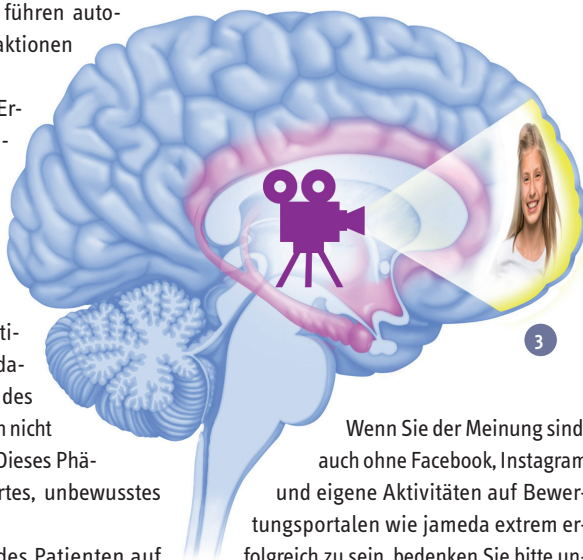 führen auto-
aktionen
Er-
-
ti-
da-
des
n nicht
Dieses Phä-
rtes, unbewusstes
des Patienten auf
3
Wenn Sie der Meinung sind
auch ohne Facebook, Instagram
und eigene Aktivitäten auf Bewer-
tungsportalen wie jameda extrem er-
folgreich zu sein, bedenken Sie bitte un-